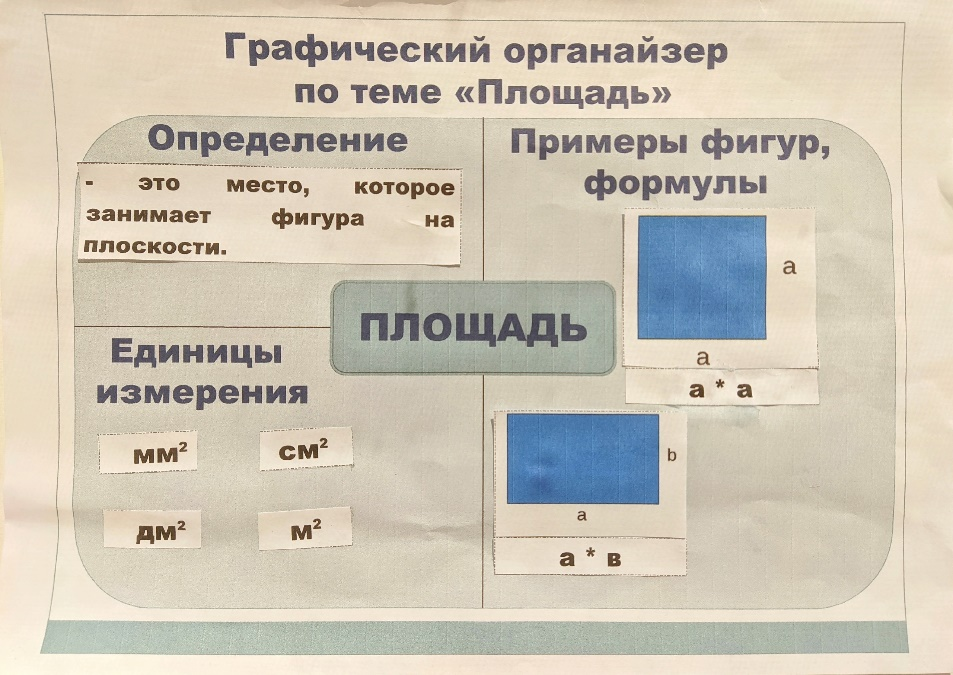 Графический органайзер
по теме «Площадь»
Определение
- это место, которое
занимает фигура на
плоскости.
Примеры фигур,
формулы
a
a
а * а
ПЛОЩАДЬ
Единицы
измерения
мм²
см²
дм²
м²
b
a
а * в